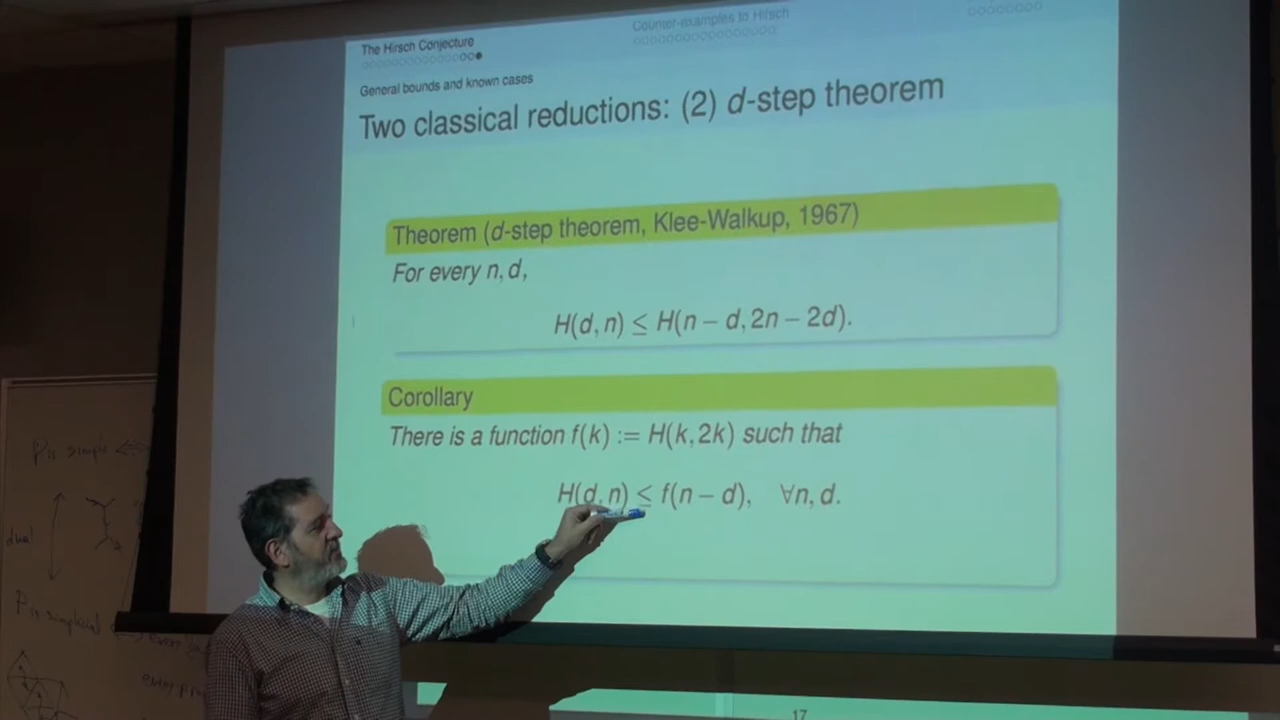 The Hirsch Conjecture
Counter-examples to Hirsch
General bounds and known cases
Two classical reductions: (2) d-step theorem
Theorem (d-step theorem, Klee-Walkup, 1967)
For every n, d,
H(d, n) ≤ H(n − d, 2n − 2d).
Corollary
There is a function f(k) := H(k, 2k) such that
H(d, n) ≤ f(n − d), ∀n, d.
P is simple ⟺
dual
P is simplicial
every
17